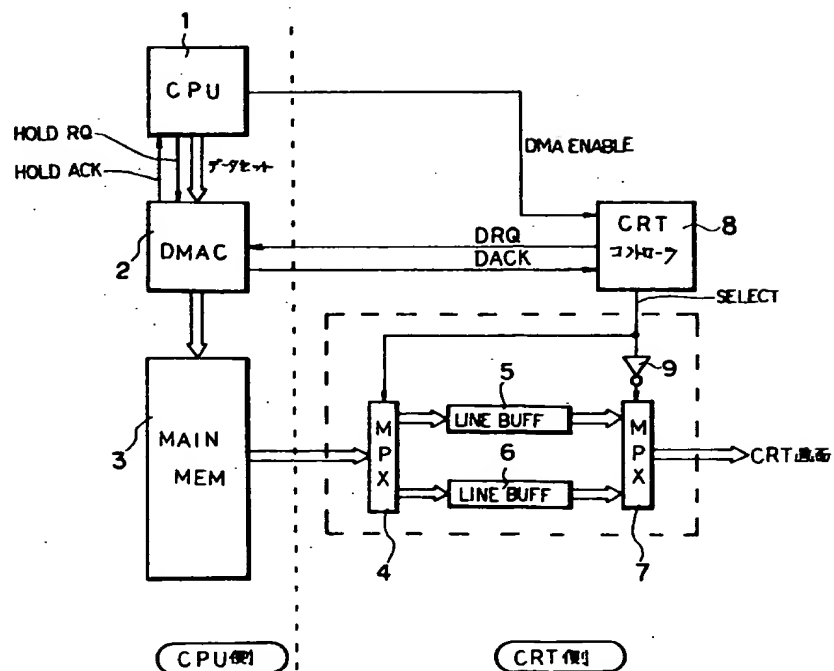 1
CPU
HOLD RQ
HOLD ACK
データセット
DMA ENABLE
2
DMAC
DRQ
DACK
CRT
コントローラ
8
SELECT
9
3
MAIN
MEM
MPX
5
LINE BUFF
6
LINE BUFF
MPX
CRT画面
4
7
CPU側
CRT側